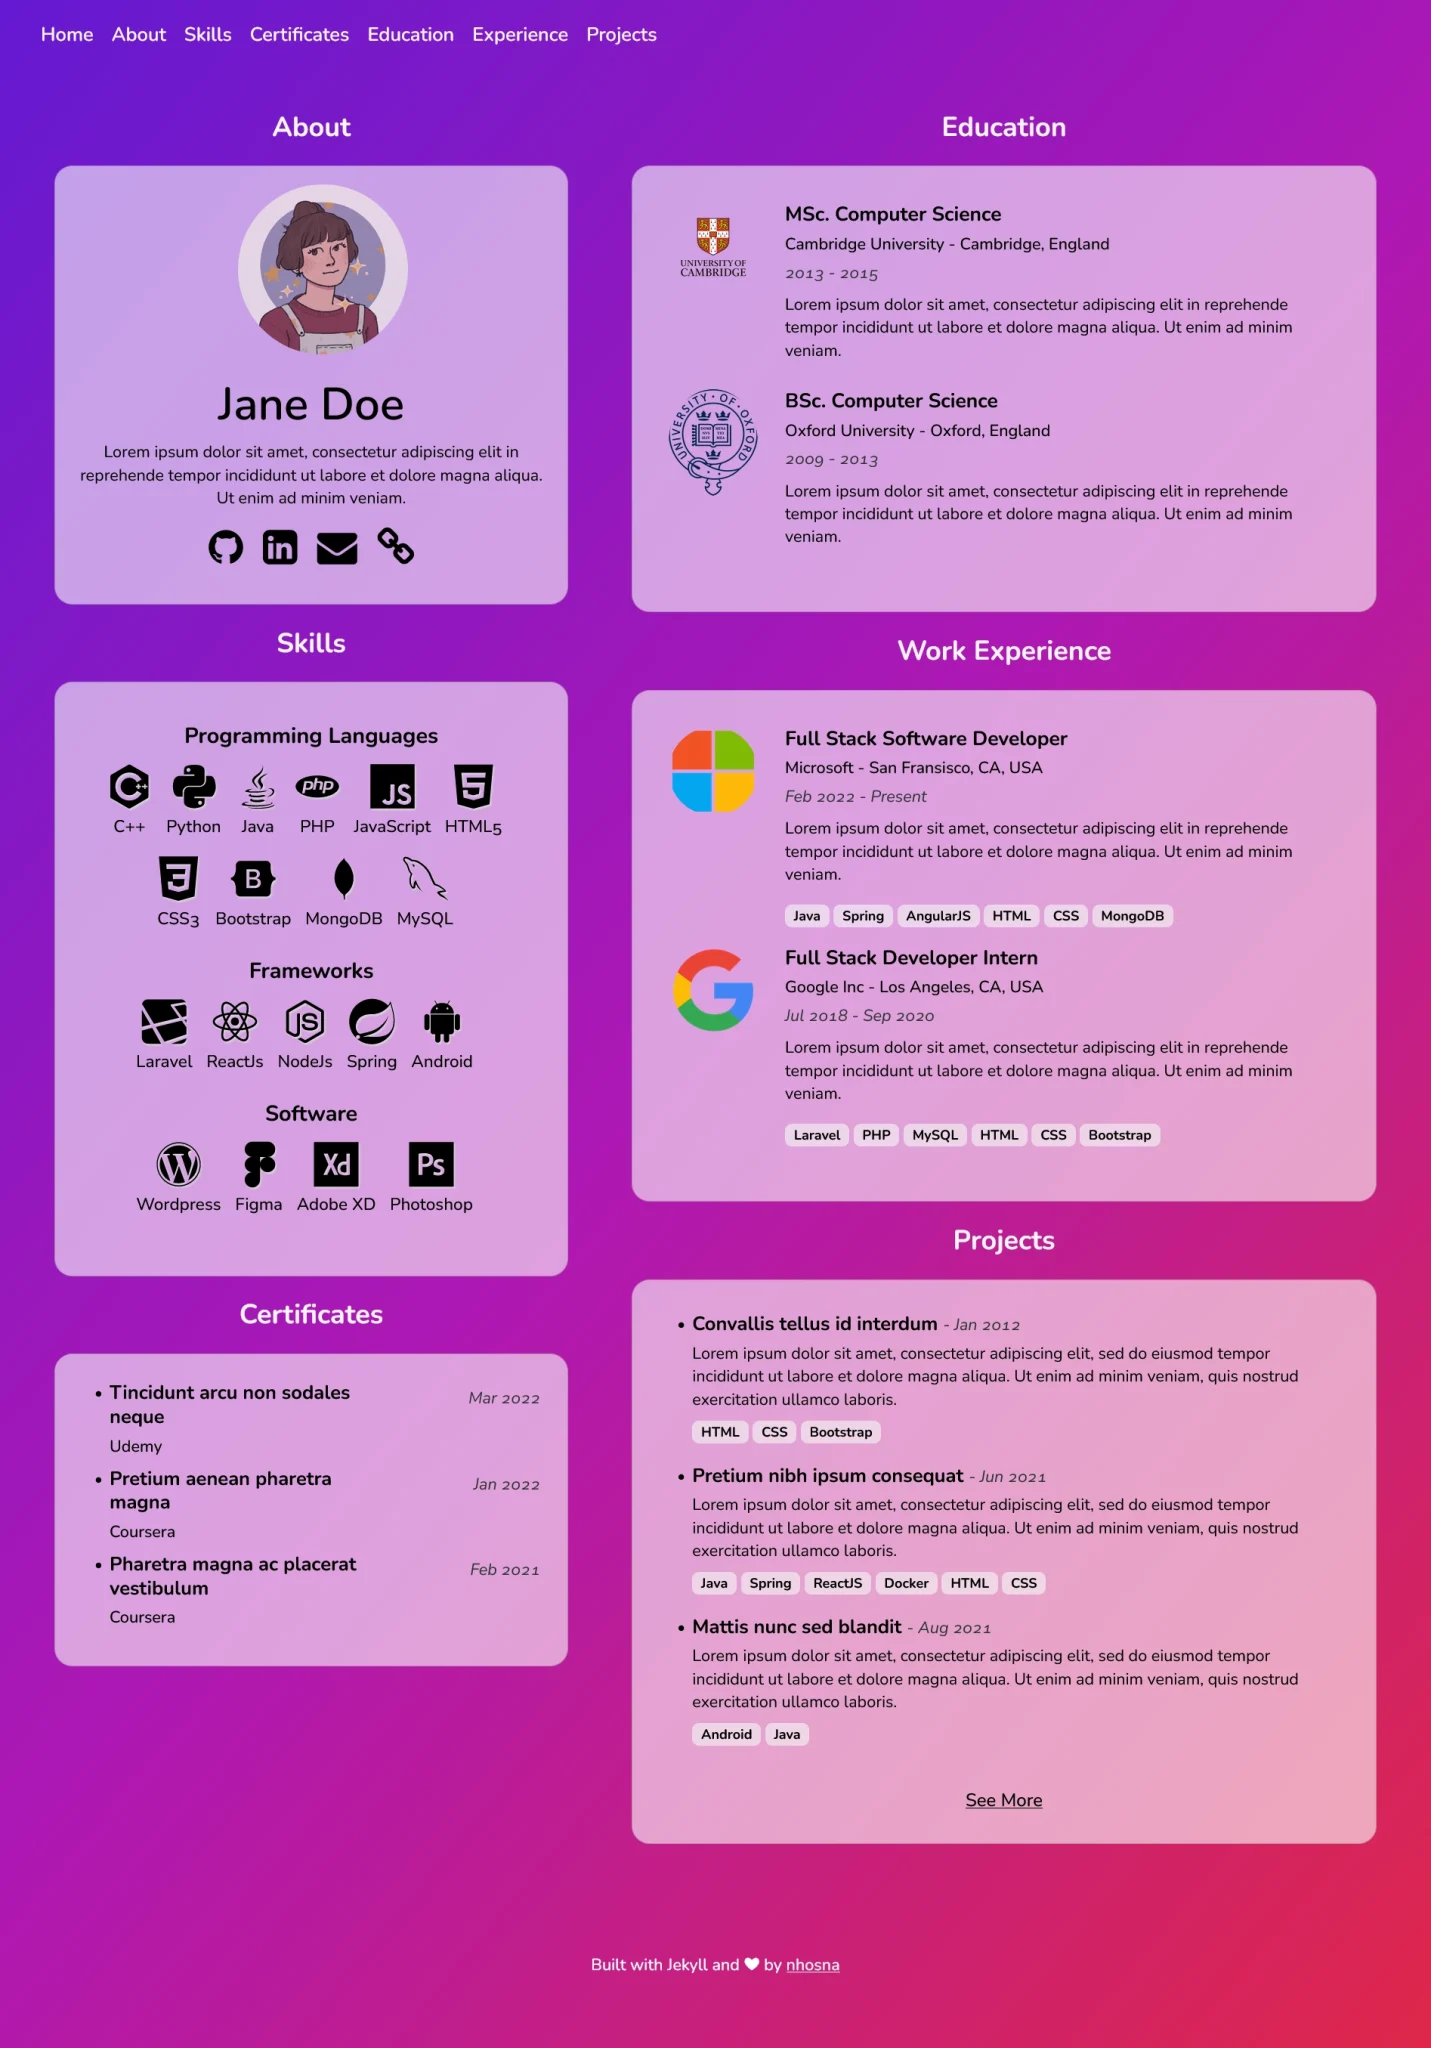 Home About Skills Certificates Education Experience Projects
About
Jane Doe
Lorem ipsum dolor sit amet, consectetur adipiscing elit in
reprehende tempor incididunt ut labore et dolore magna aliqua.
Ut enim ad minim veniam.
in
Skills
Programming Languages
C++
php
JS
5
C++ Python Java PHP JavaScript HTML5
3
B
CSS3 Bootstrap MongoDB MySQL
Frameworks
JS
Laravel ReactJs NodeJs Spring Android
Software
W
Xd
Ps
Wordpress Figma Adobe XD Photoshop
Certificates
• Tincidunt arcu non sodales
neque
Mar 2022
Udemy
• Pretium aenean pharetra
magna
Jan 2022
Coursera
• Pharetra magna ac placerat
vestibulum
Feb 2021
Coursera
Education
UNIVERSITY OF
CAMBRIDGE
MSc. Computer Science
Cambridge University - Cambridge, England
2013 - 2015
Lorem ipsum dolor sit amet, consectetur adipiscing elit in reprehende
tempor incididunt ut labore et dolore magna aliqua. Ut enim ad minim
veniam.
UNIVERSITY · OF · OXFORD
BSc. Computer Science
Oxford University - Oxford, England
2009 - 2013
Lorem ipsum dolor sit amet, consectetur adipiscing elit in reprehende
tempor incididunt ut labore et dolore magna aliqua. Ut enim ad minim
veniam.
Work Experience
Full Stack Software Developer
Microsoft - San Fransisco, CA, USA
Feb 2022 - Present
Lorem ipsum dolor sit amet, consectetur adipiscing elit in reprehende
tempor incididunt ut labore et dolore magna aliqua. Ut enim ad minim
veniam.
Java Spring AngularJS HTML CSS MongoDB
G
Full Stack Developer Intern
Google Inc - Los Angeles, CA, USA
Jul 2018 - Sep 2020
Lorem ipsum dolor sit amet, consectetur adipiscing elit in reprehende
tempor incididunt ut labore et dolore magna aliqua. Ut enim ad minim
veniam.
Laravel PHP MySQL HTML CSS Bootstrap
Projects
• Convallis tellus id interdum - Jan 2012
Lorem ipsum dolor sit amet, consectetur adipiscing elit, sed do eiusmod tempor
incididunt ut labore et dolore magna aliqua. Ut enim ad minim veniam, quis nostrud
exercitation ullamco laboris.
HTML CSS Bootstrap
• Pretium nibh ipsum consequat - Jun 2021
Lorem ipsum dolor sit amet, consectetur adipiscing elit, sed do eiusmod tempor
incididunt ut labore et dolore magna aliqua. Ut enim ad minim veniam, quis nostrud
exercitation ullamco laboris.
Java Spring ReactJS Docker HTML CSS
• Mattis nunc sed blandit - Aug 2021
Lorem ipsum dolor sit amet, consectetur adipiscing elit, sed do eiusmod tempor
incididunt ut labore et dolore magna aliqua. Ut enim ad minim veniam, quis nostrud
exercitation ullamco laboris.
Android Java
See More
Built with Jekyll and ♥ by nhosna